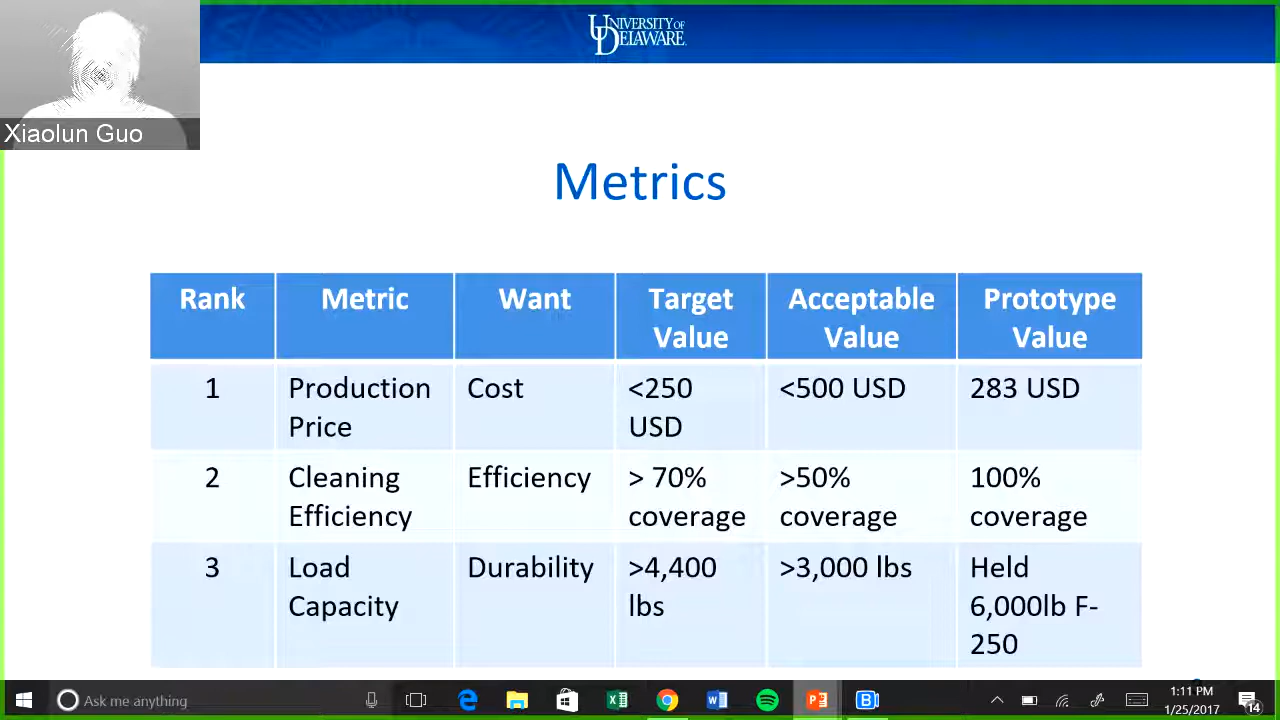 UNIVERSITY OF
DELAWARE
Xiaolun Guo
Metrics
Rank
Metric
Want
Target
Value
Acceptable
Value
Prototype
Value
1
Production
Price
Cost
<250
USD
<500 USD
283 USD
2
Cleaning
Efficiency
Efficiency
> 70%
coverage
>50%
coverage
100%
coverage
3
Load
Capacity
Durability
>4,400
lbs
>3,000 lbs
Held
6,000lb F-
250
Ask me anything
1:11 PM
1/25/2017
14